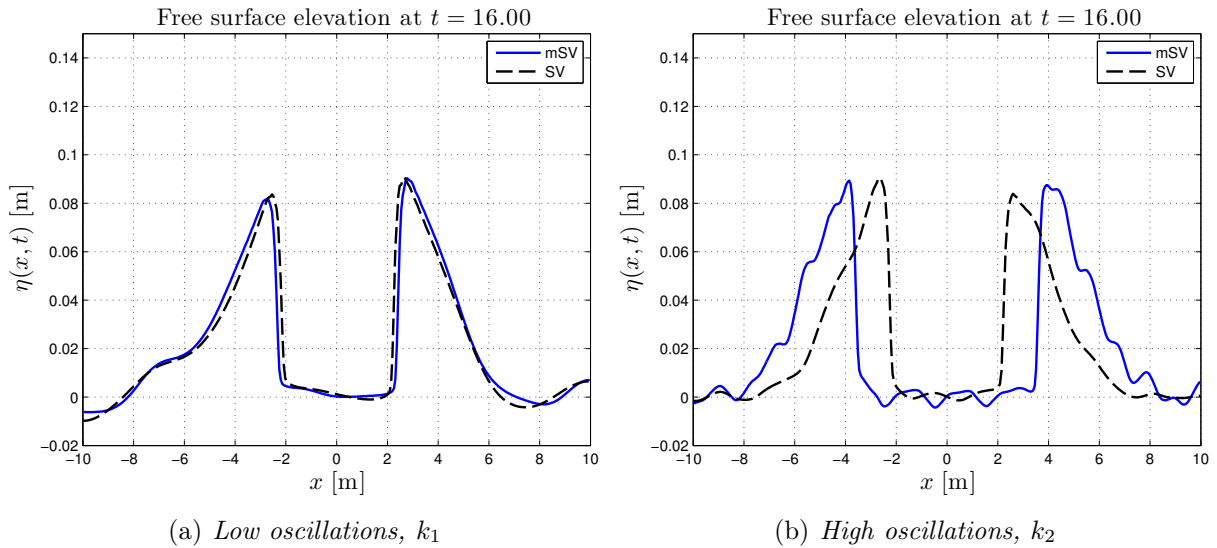 Free surface elevation at t = 16.00
mSV
SV
0.14
0.12
0.1
0.08
0.06
0.04
0.02
0
−0.02
η(x, t) [m]
−10 −8 −6 −4 −2 0 2 4 6 8 10
x [m]
(a) Low oscillations, k₁
Free surface elevation at t = 16.00
mSV
SV
0.14
0.12
0.1
0.08
0.06
0.04
0.02
0
−0.02
η(x, t) [m]
−10 −8 −6 −4 −2 0 2 4 6 8 10
x [m]
(b) High oscillations, k₂